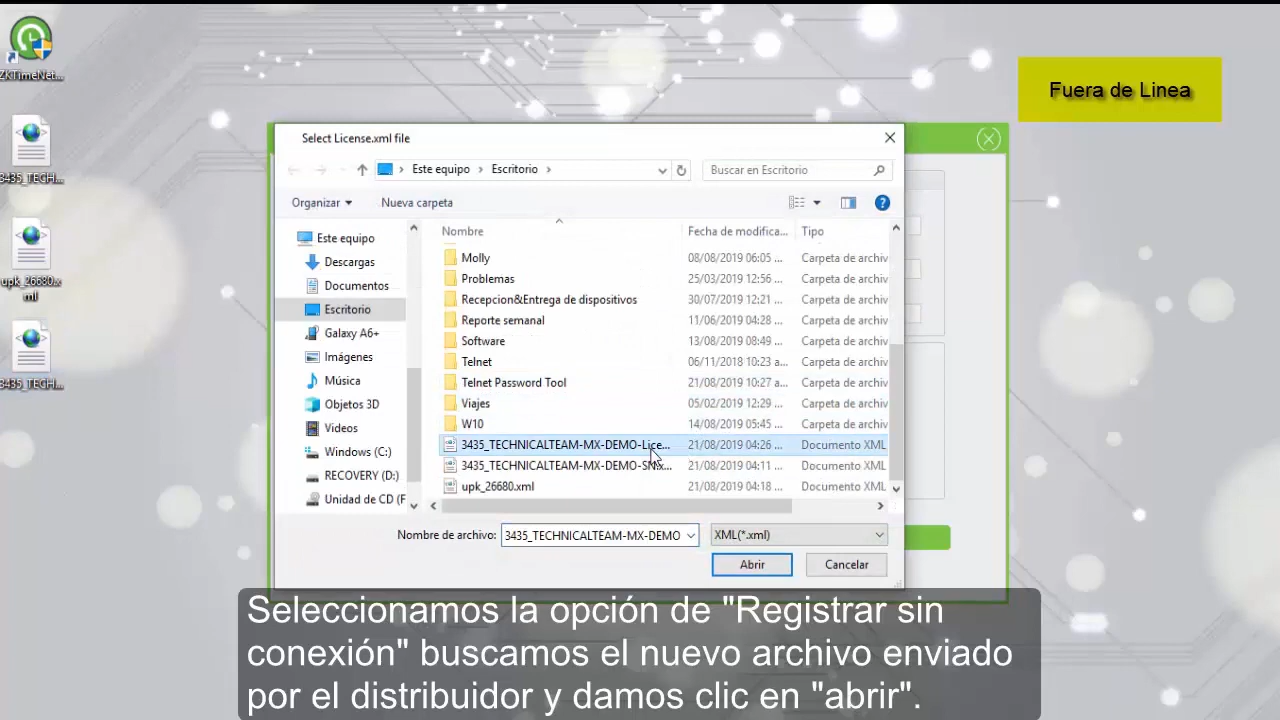 ZKTimeNet...
Fuera de Linea
Select License.xml file
Este equipo > Escritorio >
Buscar en Escritorio
Organizar
Nueva carpeta
Nombre
Fecha de modifica...
Tipo
Este equipo
Descargas
Documentos
Escritorio
Galaxy A6+
Imágenes
Música
Objetos 3D
Videos
Windows (C:)
RECOVERY (D:)
Unidad de CD (F
Molly 08/08/2019 06:05 ... Carpeta de archiv
Problemas 25/03/2019 12:56 ... Carpeta de archiv
Recepcion&Entrega de dispositivos 30/07/2019 12:21 ... Carpeta de archiv
Reporte semanal 11/06/2019 04:28 ... Carpeta de archiv
Software 13/08/2019 08:49 ... Carpeta de archiv
Telnet 06/11/2018 10:23 a... Carpeta de archiv
Telnet Password Tool 21/08/2019 10:27 a... Carpeta de archiv
Viajes 05/02/2019 12:29 ... Carpeta de archiv
W10 14/08/2019 05:45 ... Carpeta de archiv
3435_TECHNICALTEAM-MX-DEMO-Lice... 21/08/2019 04:26 ... Documento XML
3435_TECHNICALTEAM-MX-DEMO-SMx... 21/08/2019 04:11 ... Documento XML
upk_26680.xml 21/08/2019 04:18 ... Documento XML
Nombre de archivo: 3435_TECHNICALTEAM-MX-DEMO
XML(*.xml)
Abrir
Cancelar
3435_TECH...
upk_26680.x
ml
3435_TECH...
Seleccionamos la opción de "Registrar sin
conexión" buscamos el nuevo archivo enviado
por el distribuidor y damos clic en "abrir".